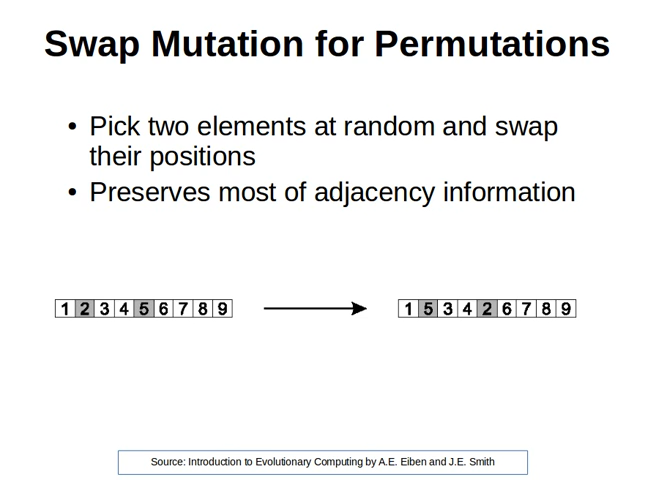 Swap Mutation for Permutations
• Pick two elements at random and swap
their positions
• Preserves most of adjacency information
1 2 3 4 5 6 7 8 9
1 5 3 4 2 6 7 8 9
Source: Introduction to Evolutionary Computing by A.E. Eiben and J.E. Smith